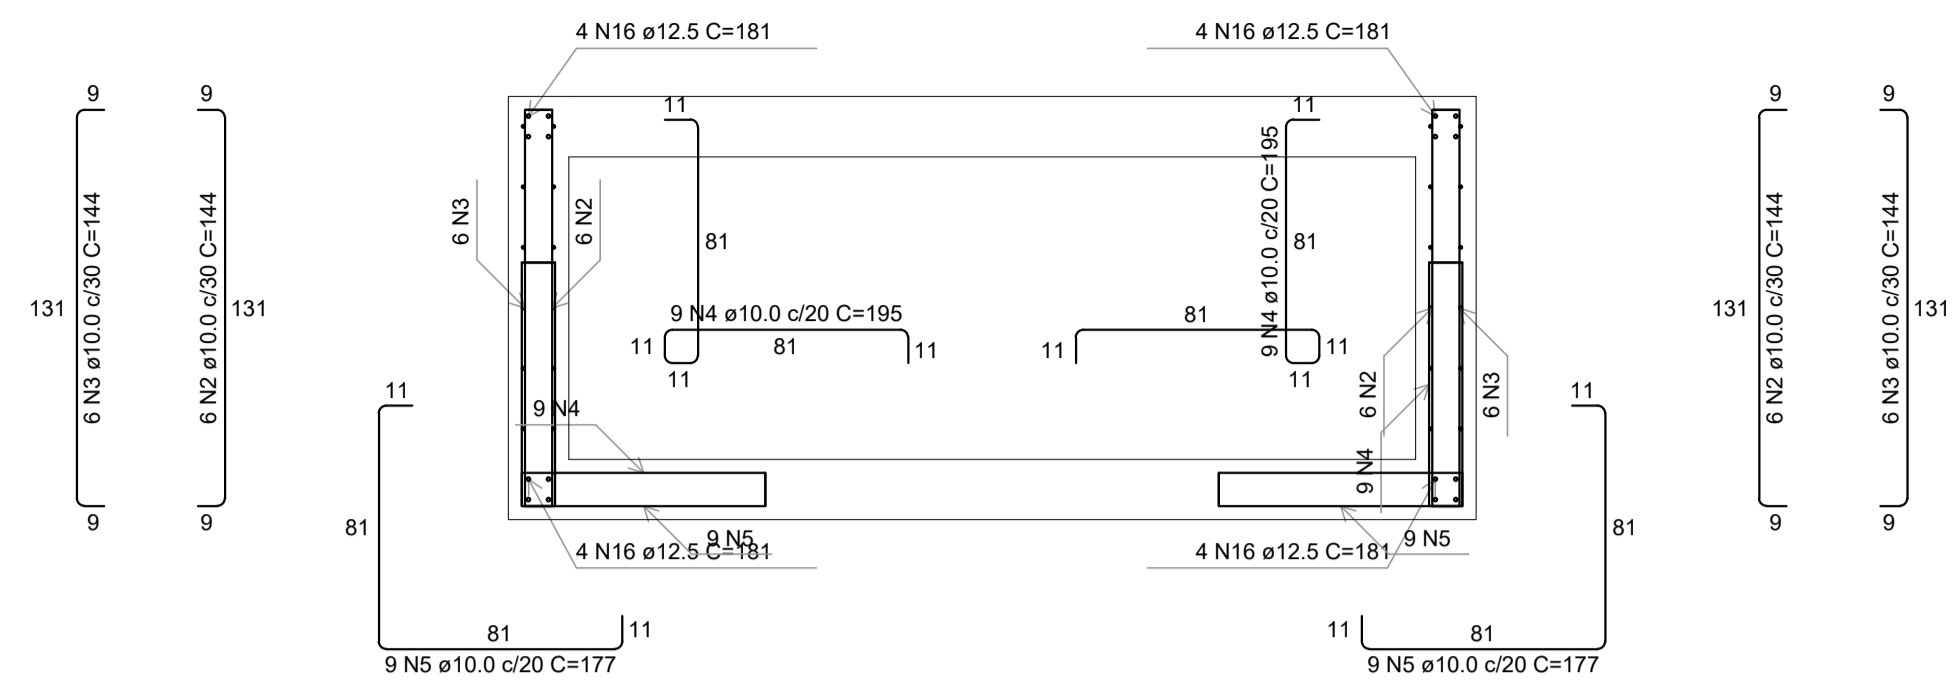 4 N16 ø12.5 C=181
4 N16 ø12.5 C=181
9
9
11
11
9
9
6 N3 ø10.0 c/30 C=144
131
6 N2 ø10.0 c/30 C=144
131
6 N3
6 N2
81
9 N4 ø10.0 c/20 C=195
81
131
6 N2 ø10.0 c/30 C=144
6 N3 ø10.0 c/30 C=144
131
9 N4 ø10.0 c/20 C=195
11
81
11
11
81
11
11
11
6 N2
6 N3
11
9 N4
11
9 N4
9
9
9
9
81
81
9 N5
4 N16 ø12.5 C=181
4 N16 ø12.5 C=181
9 N5
81
11
9 N5 ø10.0 c/20 C=177
11
81
9 N5 ø10.0 c/20 C=177